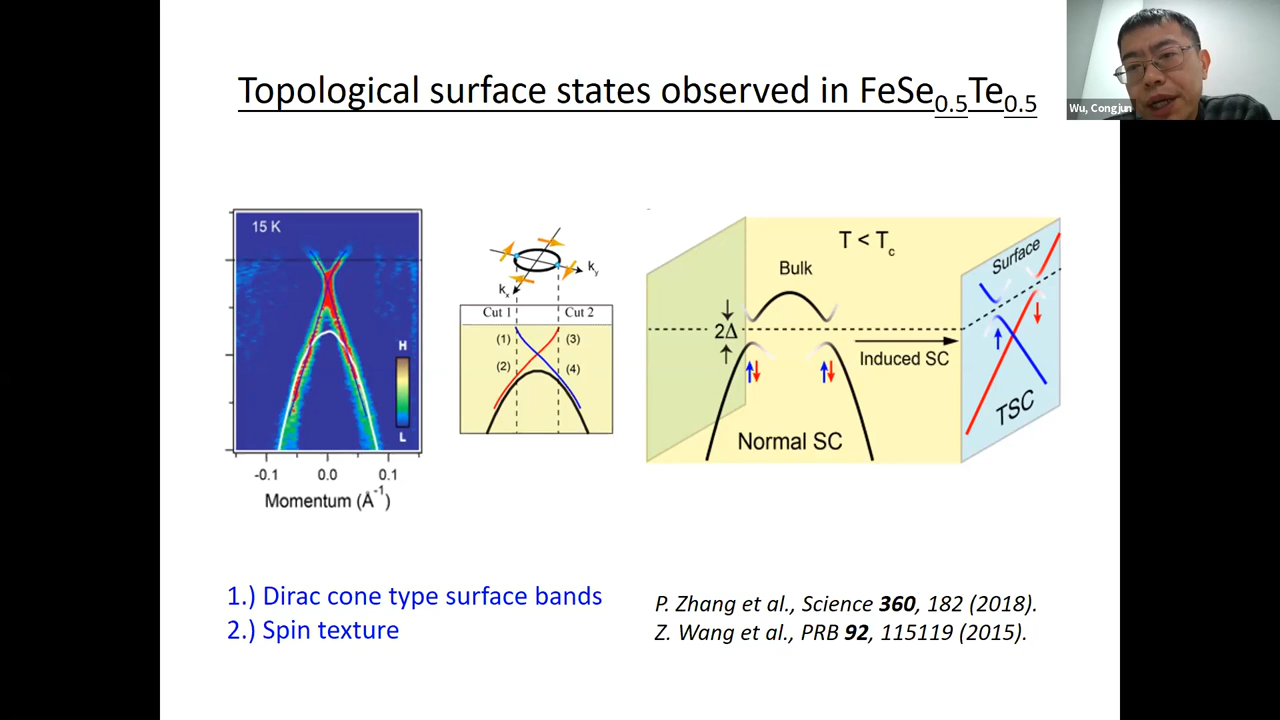 Topological surface states observed in FeSe0.5Te0.5
Wu, Congjun
15 K
H
L
-0.1 0.0 0.1
Momentum (Å-1)
ky
kx
Cut 1 Cut 2
(1) (3)
(2) (4)
T < Tc
Bulk
2Δ
Induced SC
Normal SC
Surface
TSC
1.) Dirac cone type surface bands
2.) Spin texture
P. Zhang et al., Science 360, 182 (2018).
Z. Wang et al., PRB 92, 115119 (2015).